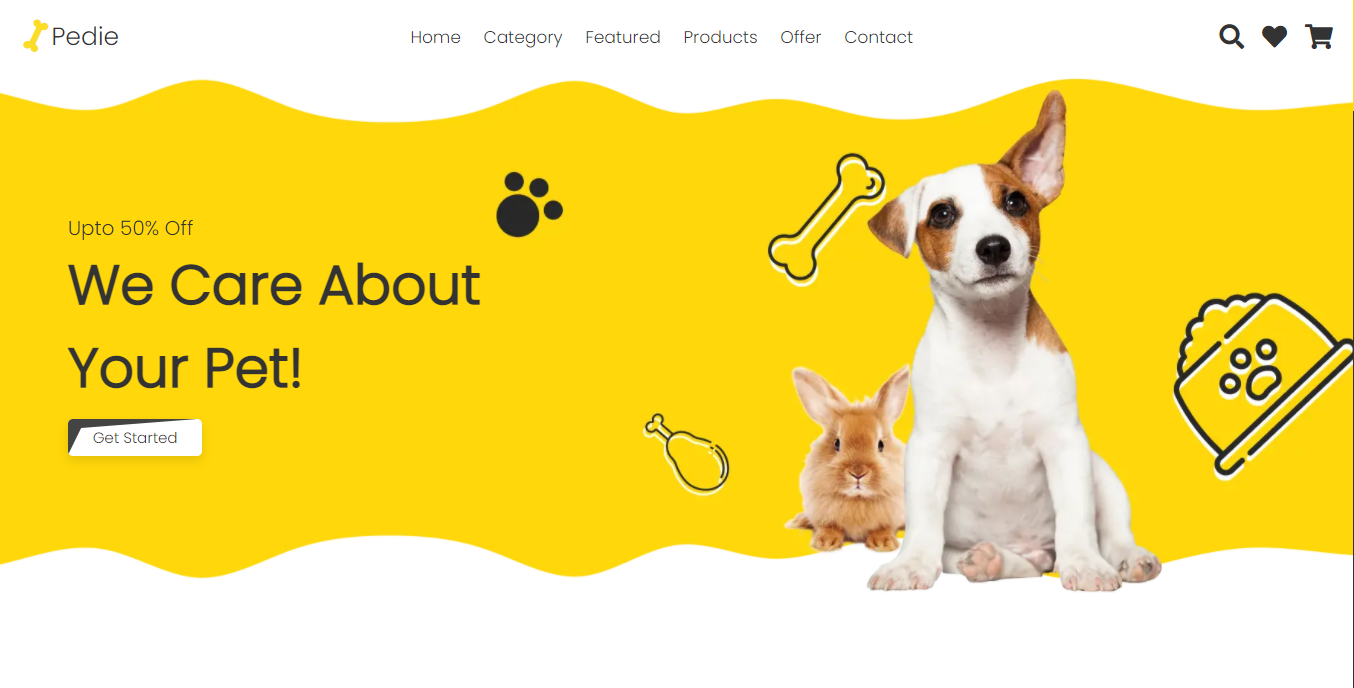 Pedie
Home Category Featured Products Offer Contact
Upto 50% Off
We Care About
Your Pet!
Get Started